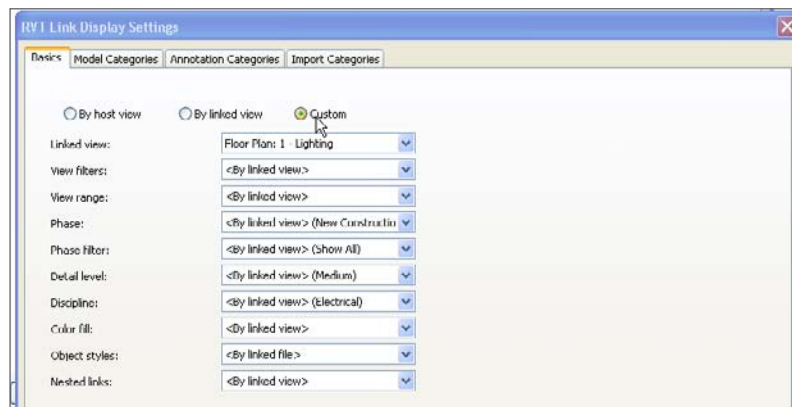 RVT Link Display Settings
Basics Model Categories Annotation Categories Import Categories
By host view By linked view Custom
Linked view: Floor Plan: 1 - Lighting
View filters: <By linked view>
View range: <By linked view>
Phase: <By linked view> (New Constructio
Phase filter: <By linked view> (Show All)
Detail level: <By linked view> (Medium)
Discipline: <By linked view> (Electrical)
Color fill: <By linked view>
Object styles: <By linked file>
Nested links: <By linked view>